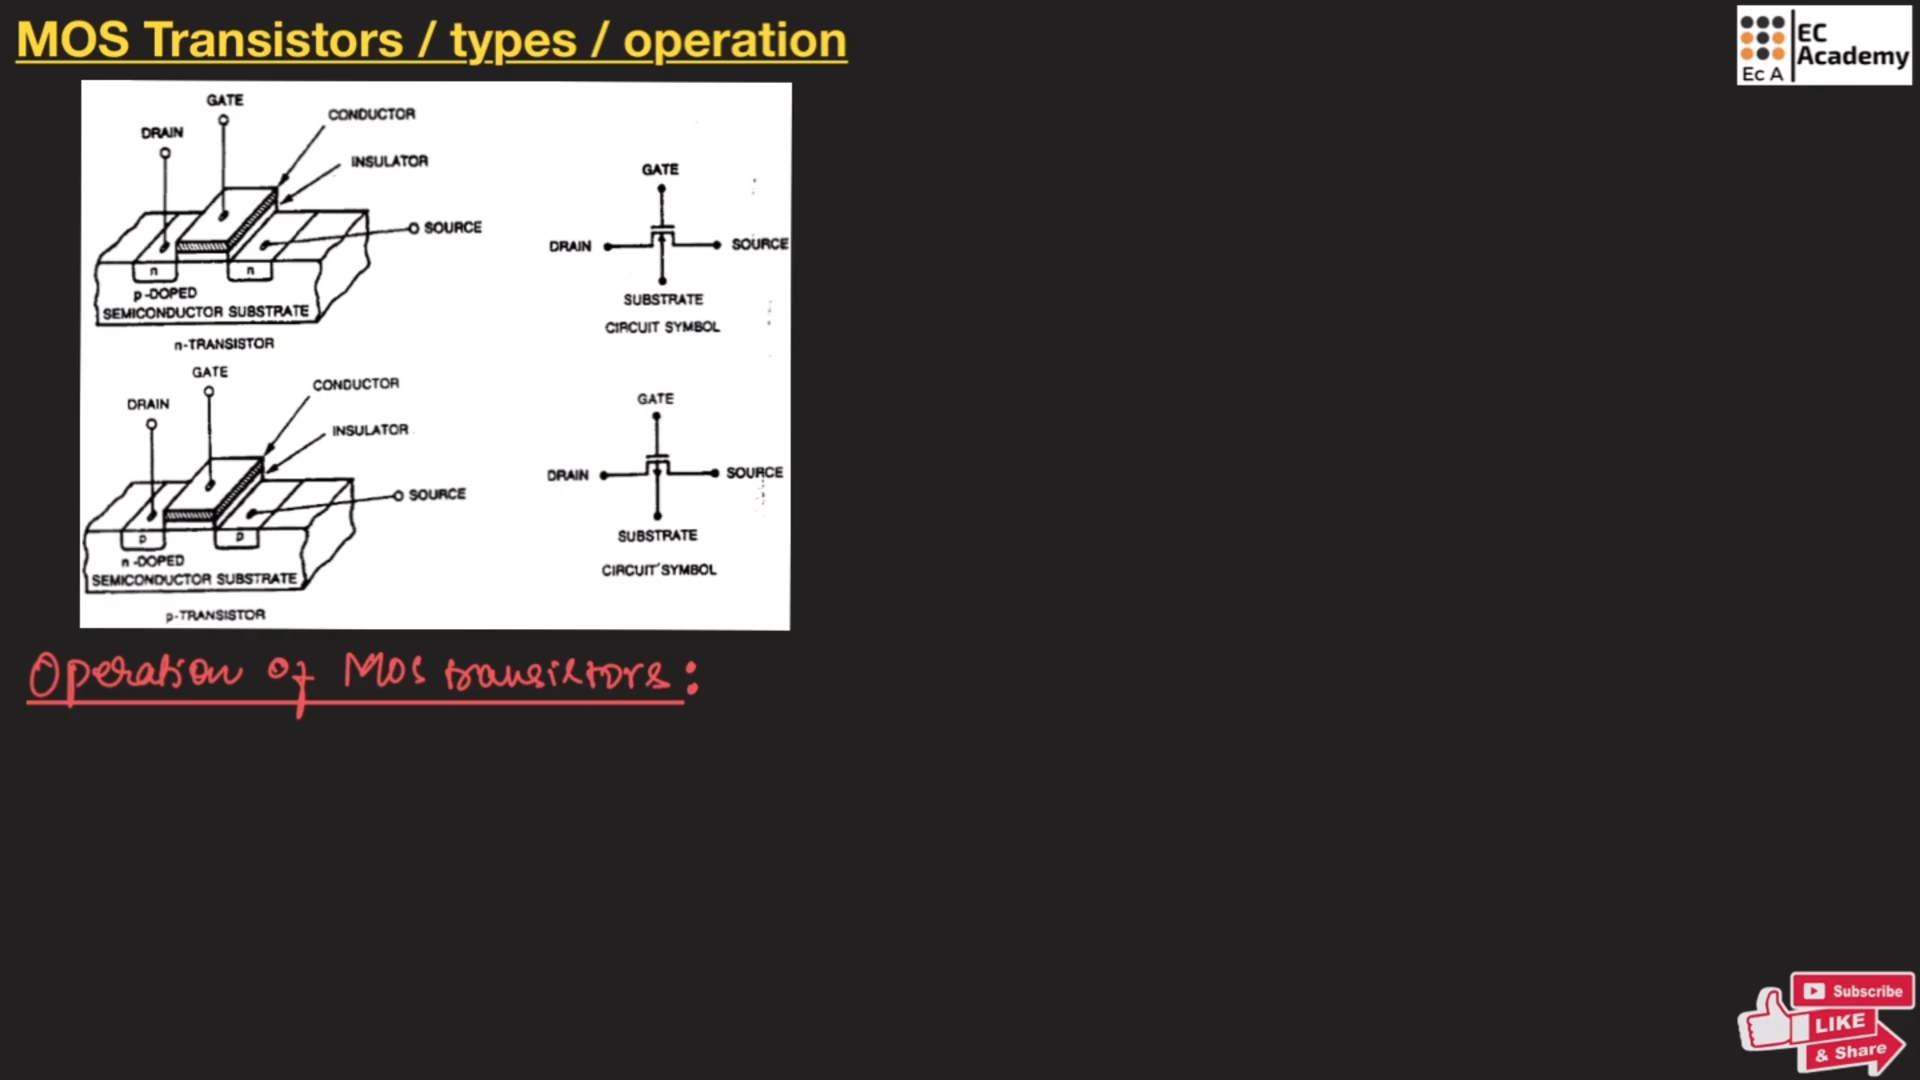 MOS Transistors / types / operation
EC
Academy
Ec A
GATE
DRAIN
CONDUCTOR
INSULATOR
SOURCE
n
n
p-DOPED
SEMICONDUCTOR SUBSTRATE
n-TRANSISTOR
GATE
DRAIN
SOURCE
SUBSTRATE
CIRCUIT SYMBOL
GATE
DRAIN
CONDUCTOR
INSULATOR
SOURCE
p
p
n-DOPED
SEMICONDUCTOR SUBSTRATE
p-TRANSISTOR
GATE
DRAIN
SOURCE
SUBSTRATE
CIRCUIT SYMBOL
Operation of MOS transistors:
Subscribe
LIKE
& Share